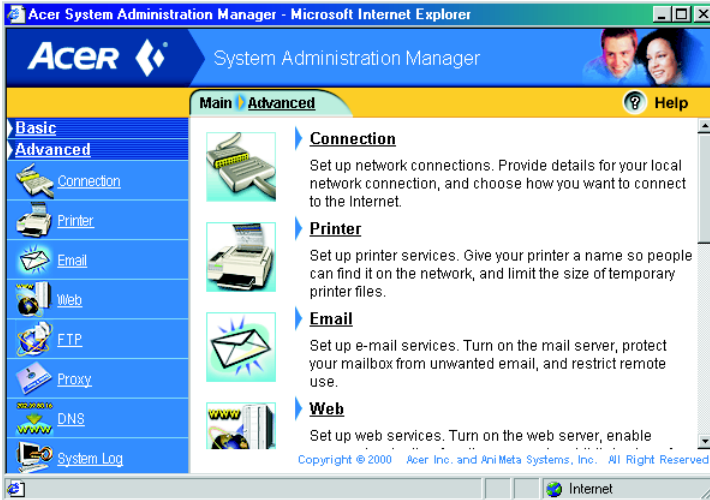 Acer System Administration Manager - Microsoft Internet Explorer
Acer
System Administration Manager
Main Advanced
Help
Basic
Advanced
Connection
Printer
Email
Web
FTP
Proxy
DNS
System Log
Connection
Set up network connections. Provide details for your local
network connection, and choose how you want to connect
to the Internet.
Printer
Set up printer services. Give your printer a name so people
can find it on the network, and limit the size of temporary
printer files.
Email
Set up e-mail services. Turn on the mail server, protect
your mailbox from unwanted email, and restrict remote
use.
www
Web
Set up web services. Turn on the web server, enable
Copyright © 2000 Acer Inc. and AniMeta Systems, Inc. All Right Reserved
Internet